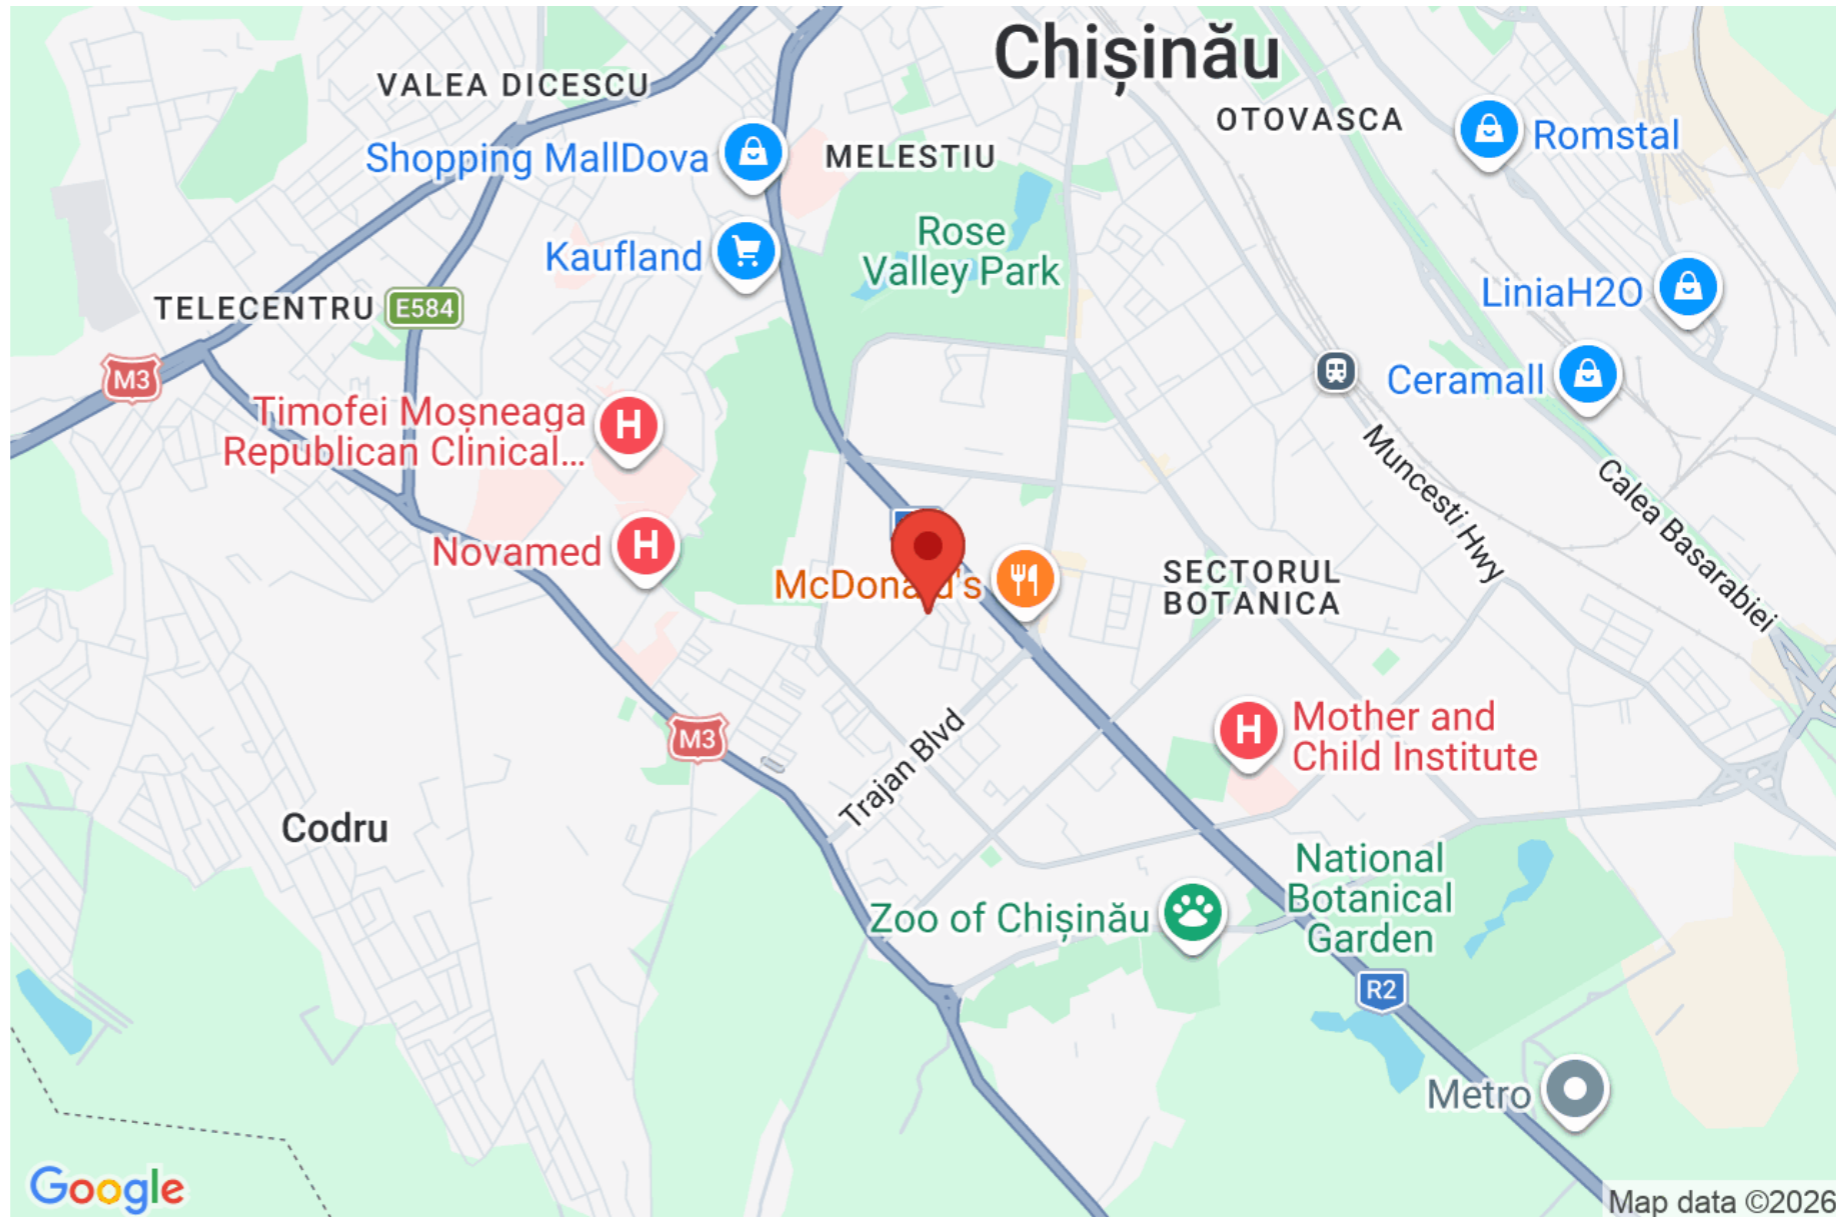 Chișinău
VALEA DICESCU
OTOVASCA
Romstal
Shopping MallDova
MELESTIU
Rose
Valley Park
Kaufland
LiniaH2O
TELECENTRU
E584
M3
Ceramall
Timofei Moșneaga
Republican Clinical...
Muncesti Hwy
Calea Basarabiei
Novamed
McDonald's
SECTORUL
BOTANICA
Mother and
Child Institute
M3
Trajan Blvd
Codru
National
Botanical
Garden
Zoo of Chișinău
R2
Metro
Google
Map data ©2026